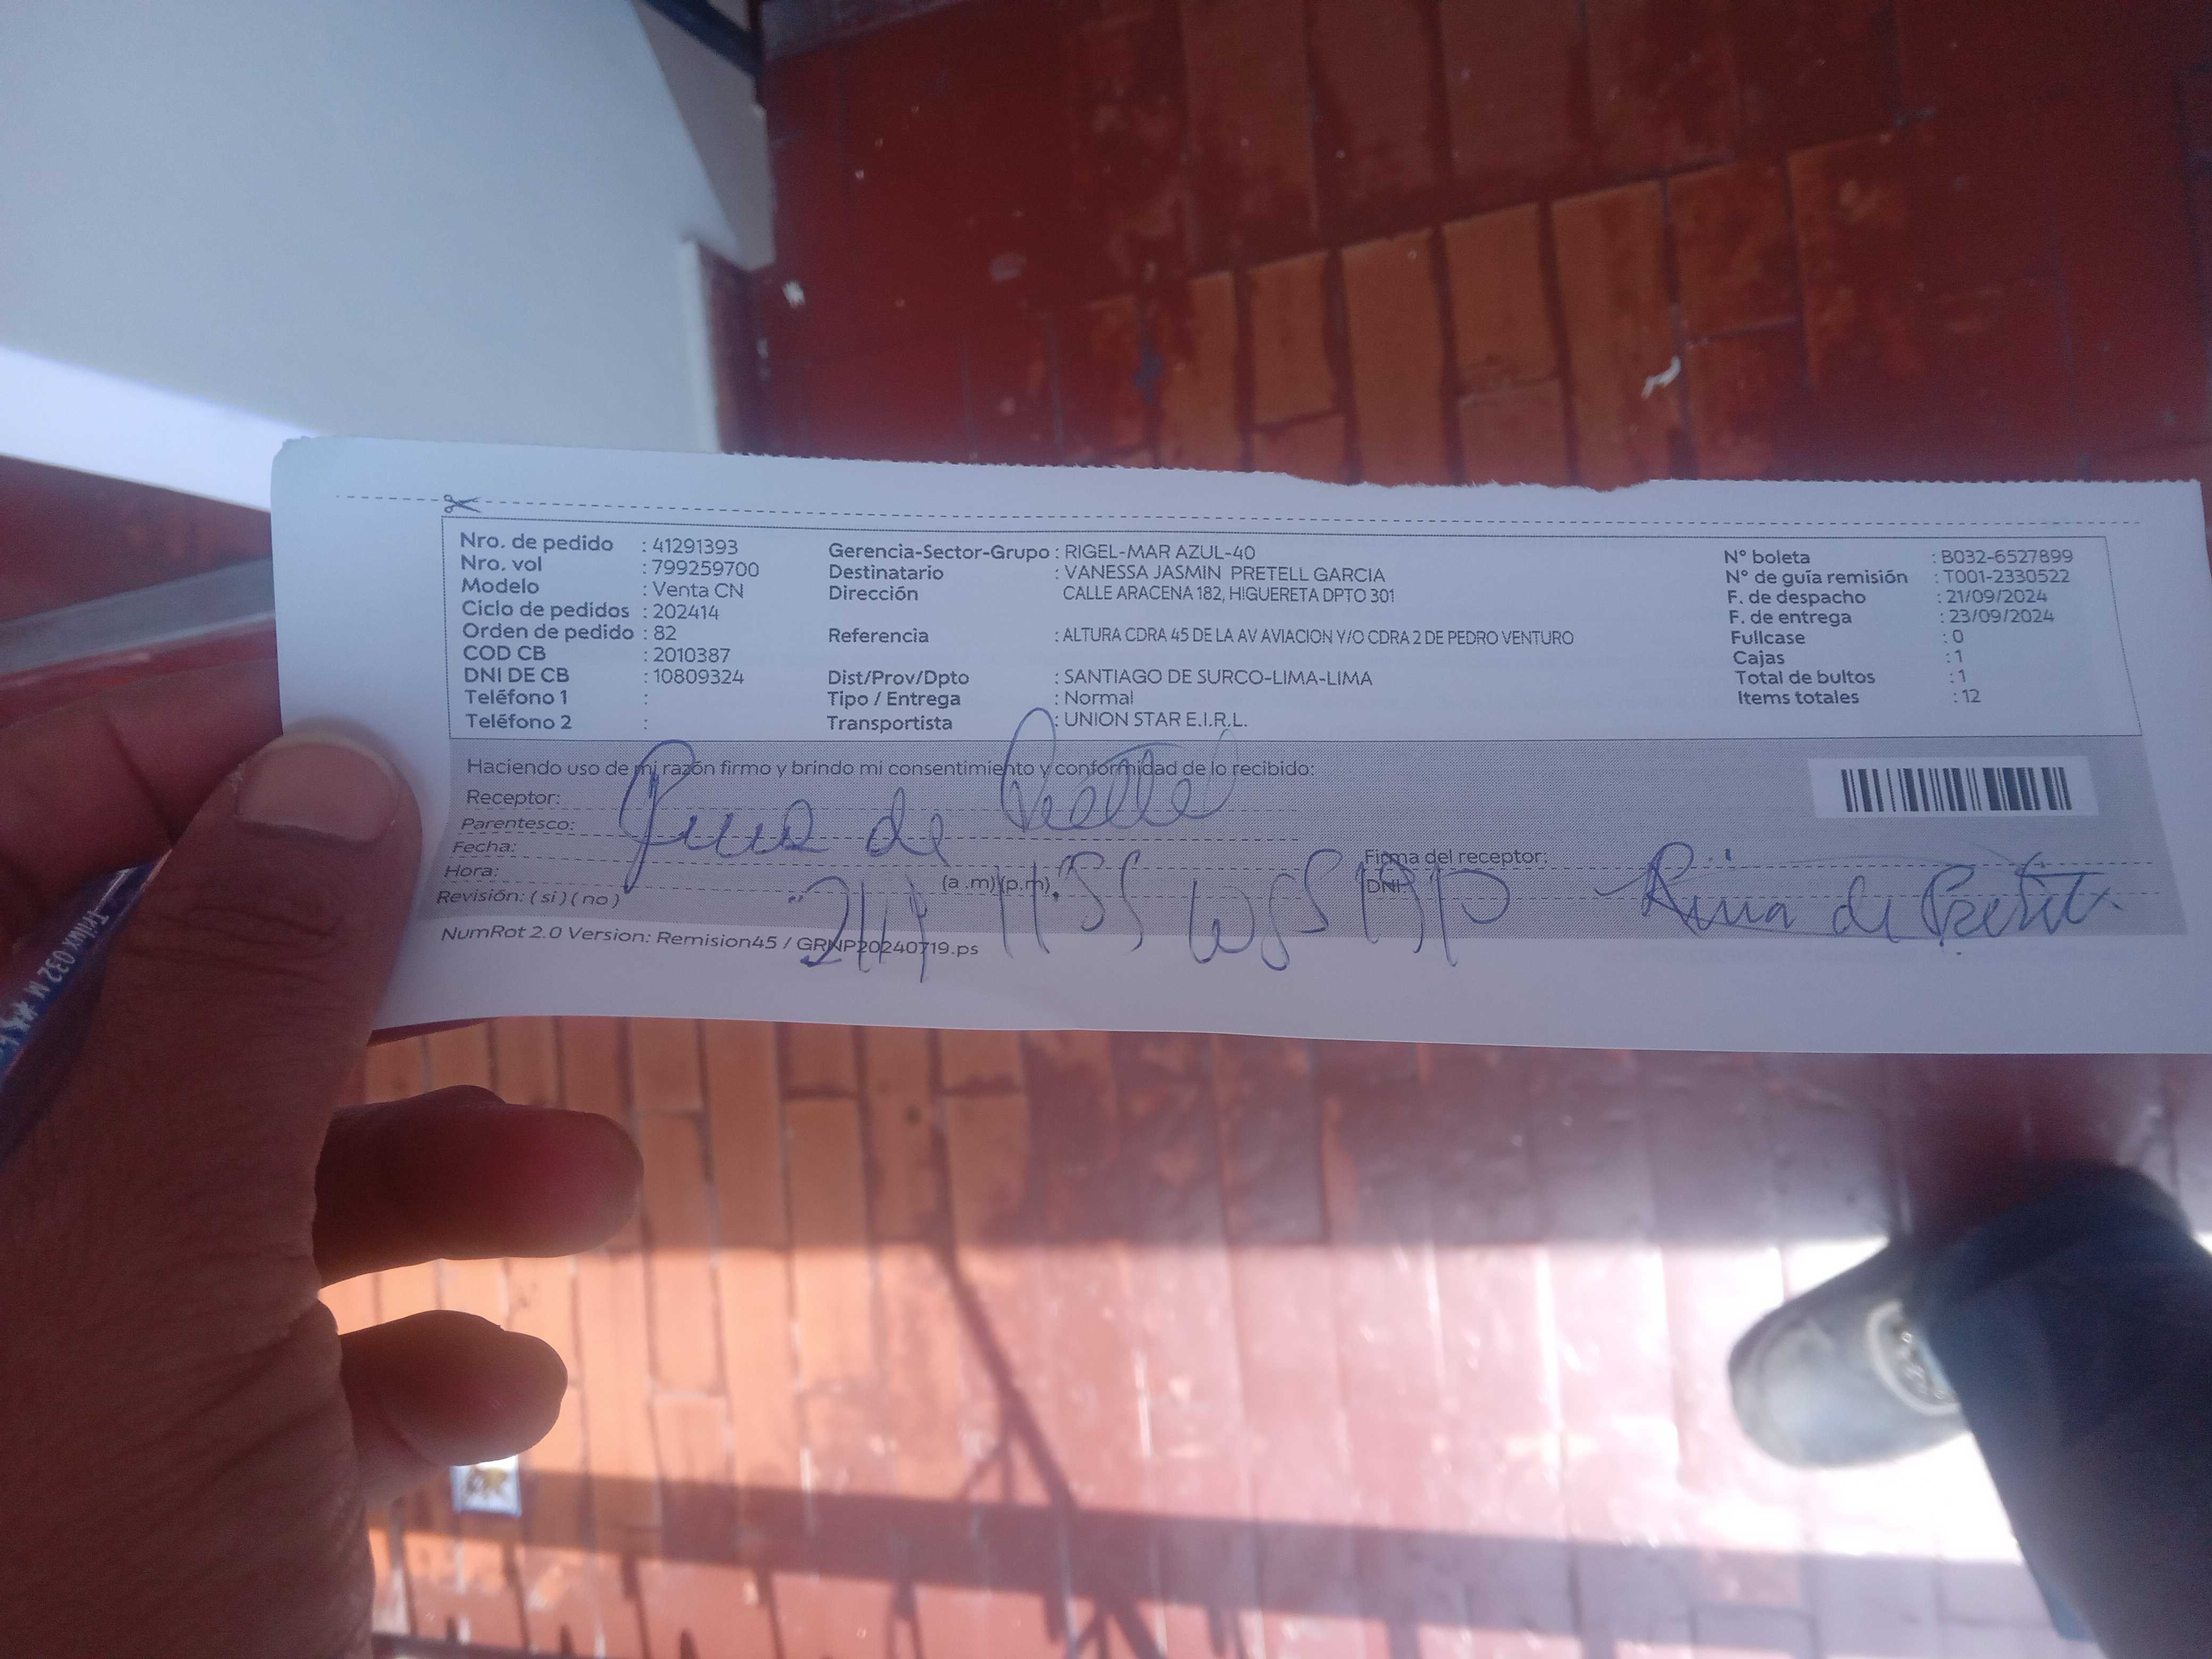 Nro. de pedido : 41291393
Nro. vol : 799259700
Modelo : Venta CN
Ciclo de pedidos : 202414
Orden de pedido : 82
COD CB : 2010387
DNI DE CB : 10809324
Teléfono 1 :
Teléfono 2 :
Gerencia-Sector-Grupo : RIGEL-MAR AZUL-40
Destinatario : VANESSA JASMIN PRETELL GARCIA
Dirección CALLE ARACENA 182, HIGUERETA DPTO 301
Referencia : ALTURA CDRA 45 DE LA AV AVIACION Y/O CDRA 2 DE PEDRO VENTURO
Dist/Prov/Dpto : SANTIAGO DE SURCO-LIMA-LIMA
Tipo / Entrega : Normal
Transportista : UNION STAR E.I.R.L.
N° boleta : B032-6527899
N° de guía remisión : T001-2330522
F. de despacho : 21/09/2024
F. de entrega : 23/09/2024
Fullcase : 0
Cajas : 1
Total de bultos : 1
Items totales : 12
Haciendo uso de mi razón firmo y brindo mi consentimiento y conformidad de lo recibido:
Receptor:
Parentesco:
Fecha:
Hora: (a.m)(p.m)
Revisión: (si)(no)
Firma del receptor:
DNI:
de
de
NumRot 2.0 Version: Remision45 / GRNP20240719.ps
Trilux 032 M